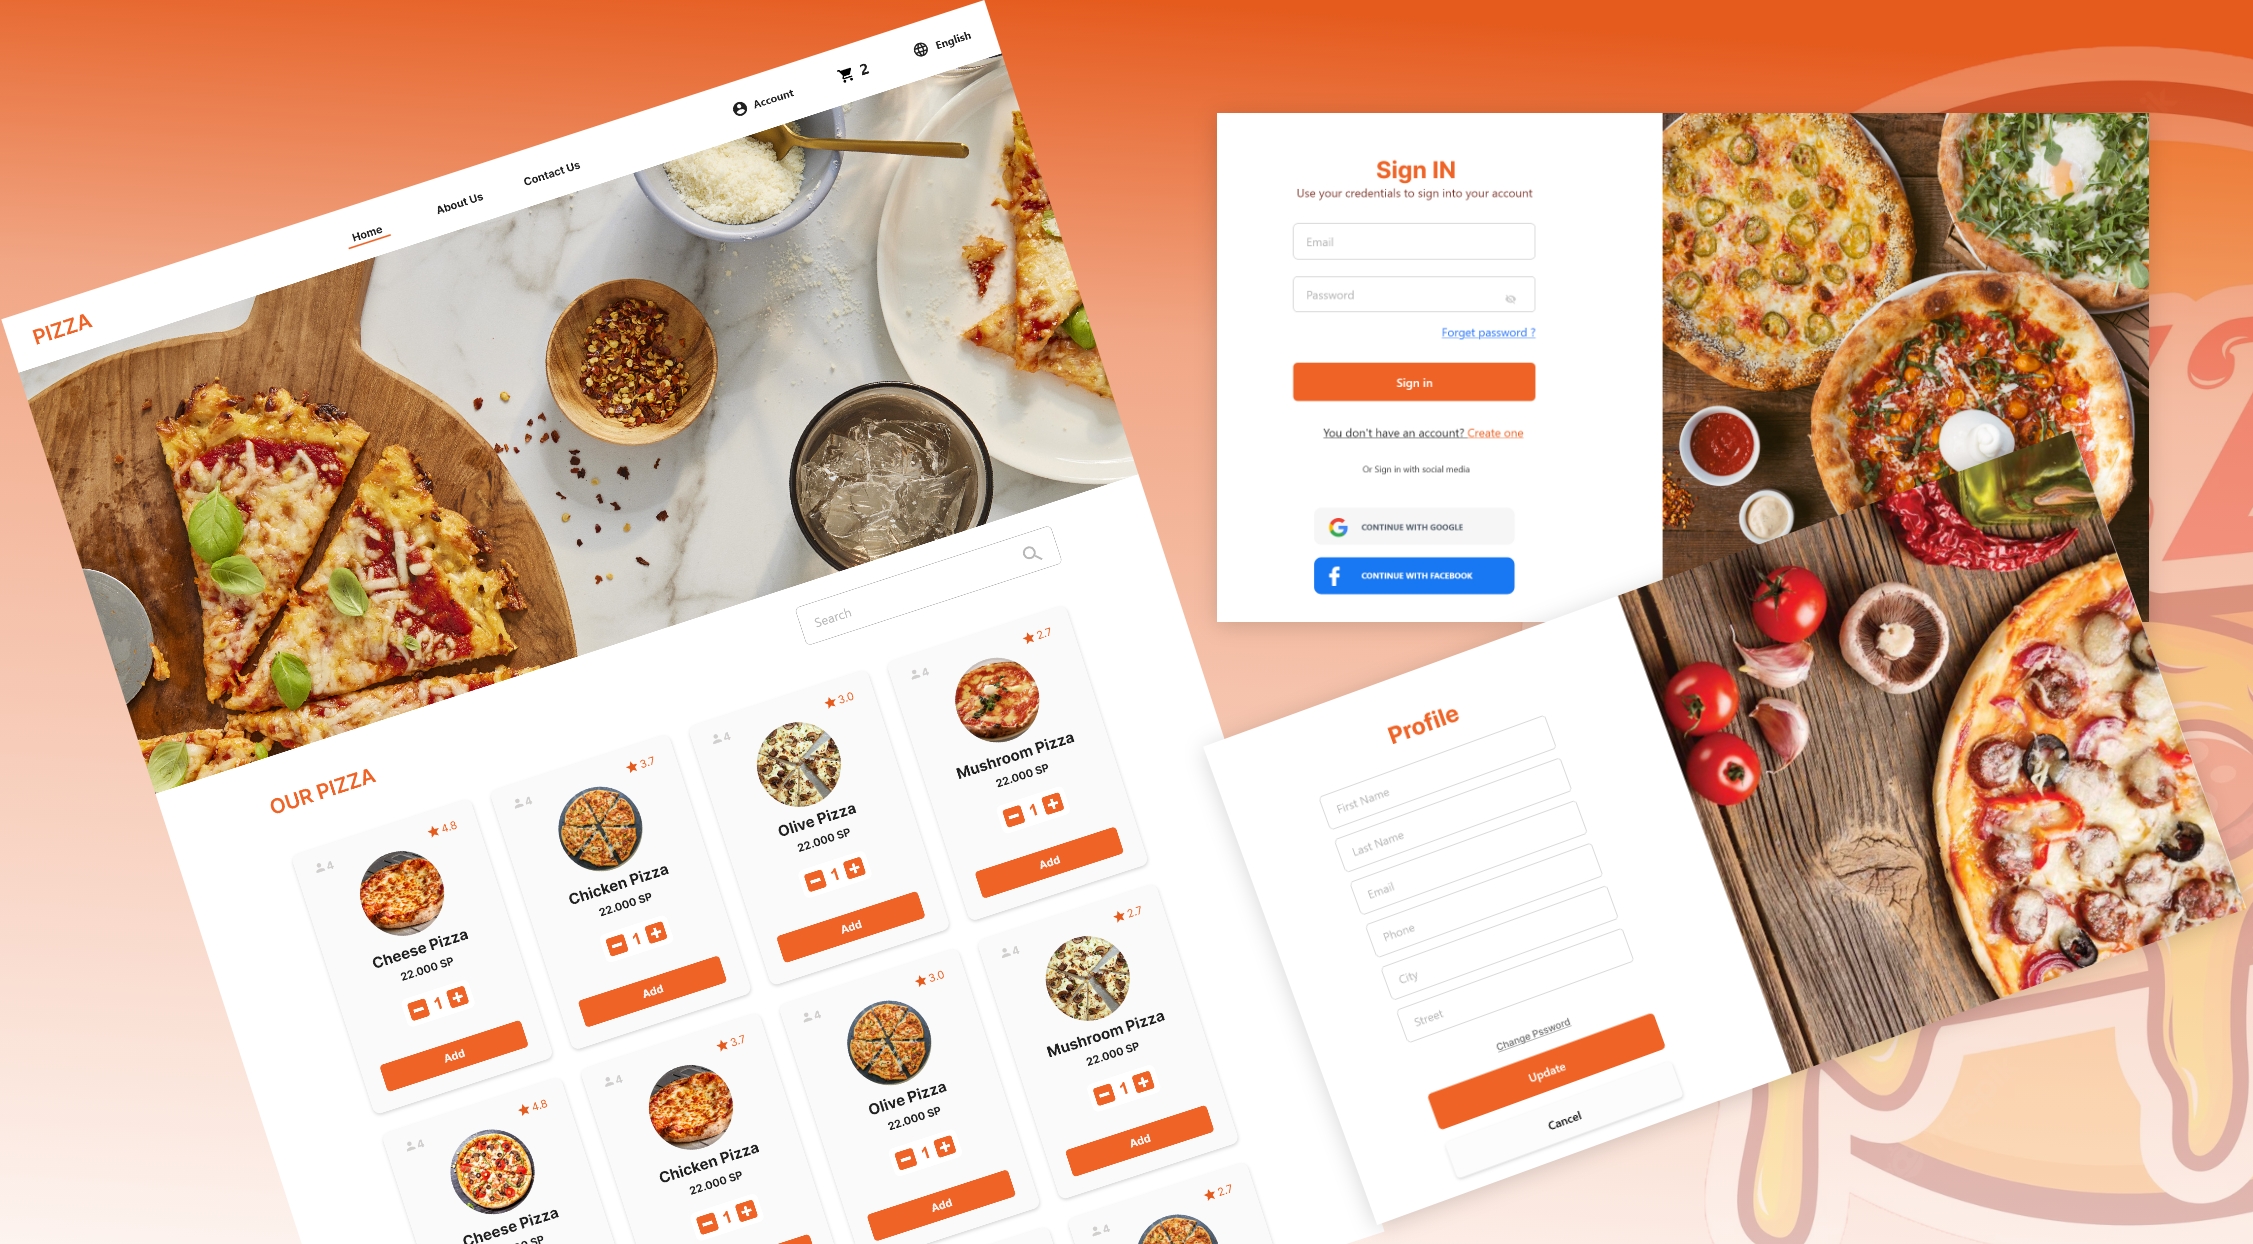 PIZZA
Home
About Us
Contact Us
Account
2
English
Search
OUR PIZZA
4
4.8
Cheese Pizza
22.000 SP
1
Add
4
3.7
Chicken Pizza
22.000 SP
1
Add
4
3.0
Olive Pizza
22.000 SP
1
Add
4
2.7
Mushroom Pizza
22.000 SP
1
Add
4
4.8
Cheese Pizza
SP
4
3.7
Chicken Pizza
22.000 SP
1
4
3.0
Olive Pizza
22.000 SP
1
Add
4
2.7
Mushroom Pizza
22.000 SP
1
Add
4
2.7
Sign IN
Use your credentials to sign into your account
Email
Password
Forget password ?
Sign in
You don't have an account? Create one
Or Sign in with social media
CONTINUE WITH GOOGLE
CONTINUE WITH FACEBOOK
Profile
First Name
Last Name
Email
Phone
City
Street
Change Pssword
Update
Cancel